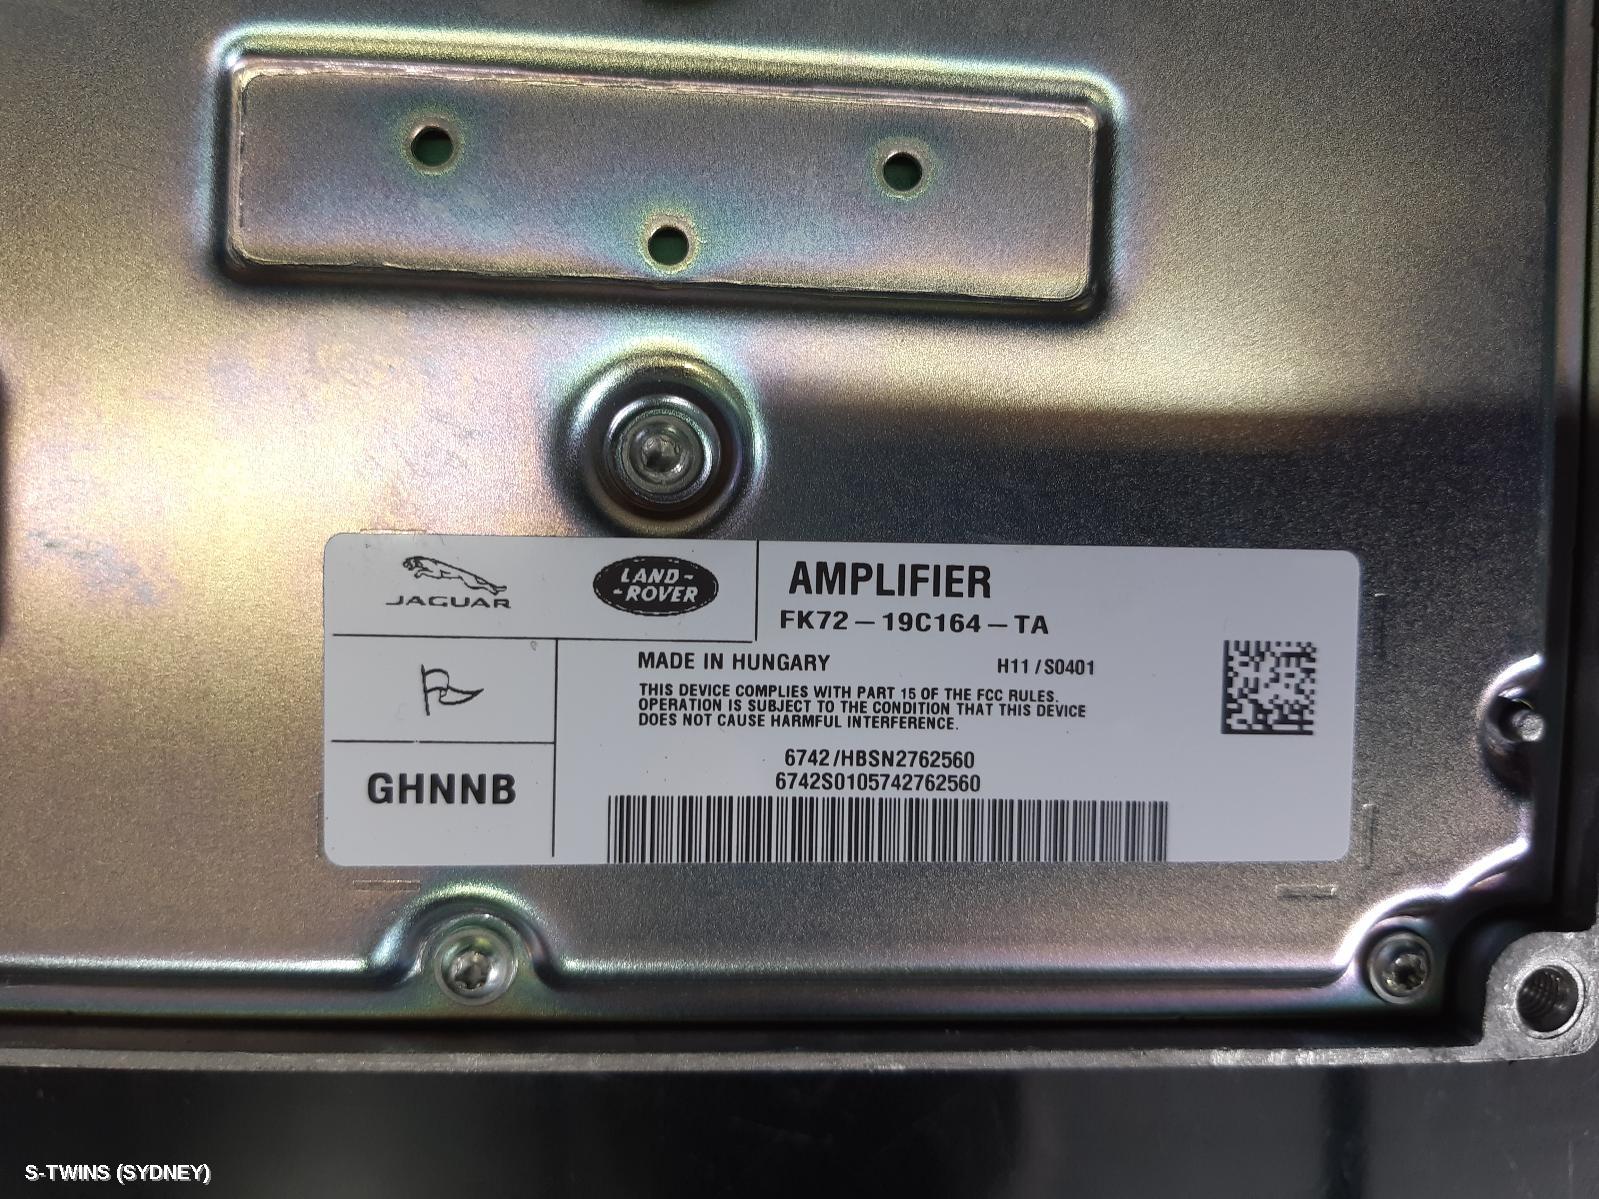 JAGUAR
LAND-
-ROVER
AMPLIFIER
FK72-19C164-TA
MADE IN HUNGARY
H11/S0401
THIS DEVICE COMPLIES WITH PART 15 OF THE FCC RULES.
OPERATION IS SUBJECT TO THE CONDITION THAT THIS DEVICE
DOES NOT CAUSE HARMFUL INTERFERENCE.
6742/HBSN2762560
6742S0105742762560
GHNNB
S-TWINS (SYDNEY)